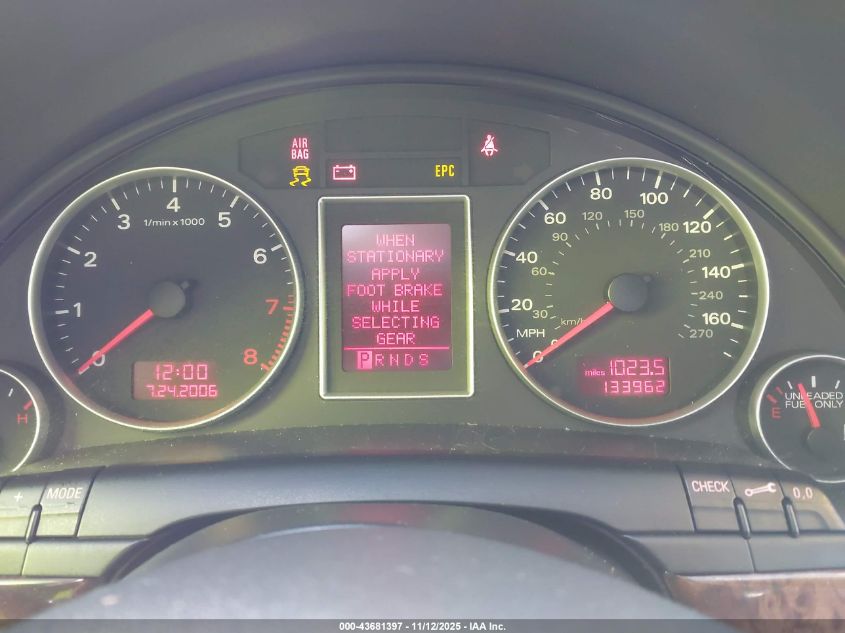 AIR
BAG
EPC
1/min x 1000
0 1 2 3 4 5 6 7 8
12:00
7.24.2006
WHEN
STATIONARY
APPLY
FOOT BRAKE
WHILE
SELECTING
GEAR
P R N D S
0 20 40 60 80 100 120 140 160
30 60 90 120 150 180 210 240 270
MPH
km/h
miles 1023.5
133962
H
E
UNLEADED
FUEL ONLY
+ MODE
CHECK 0,0
000-43681397 - 11/12/2025 - IAA Inc.